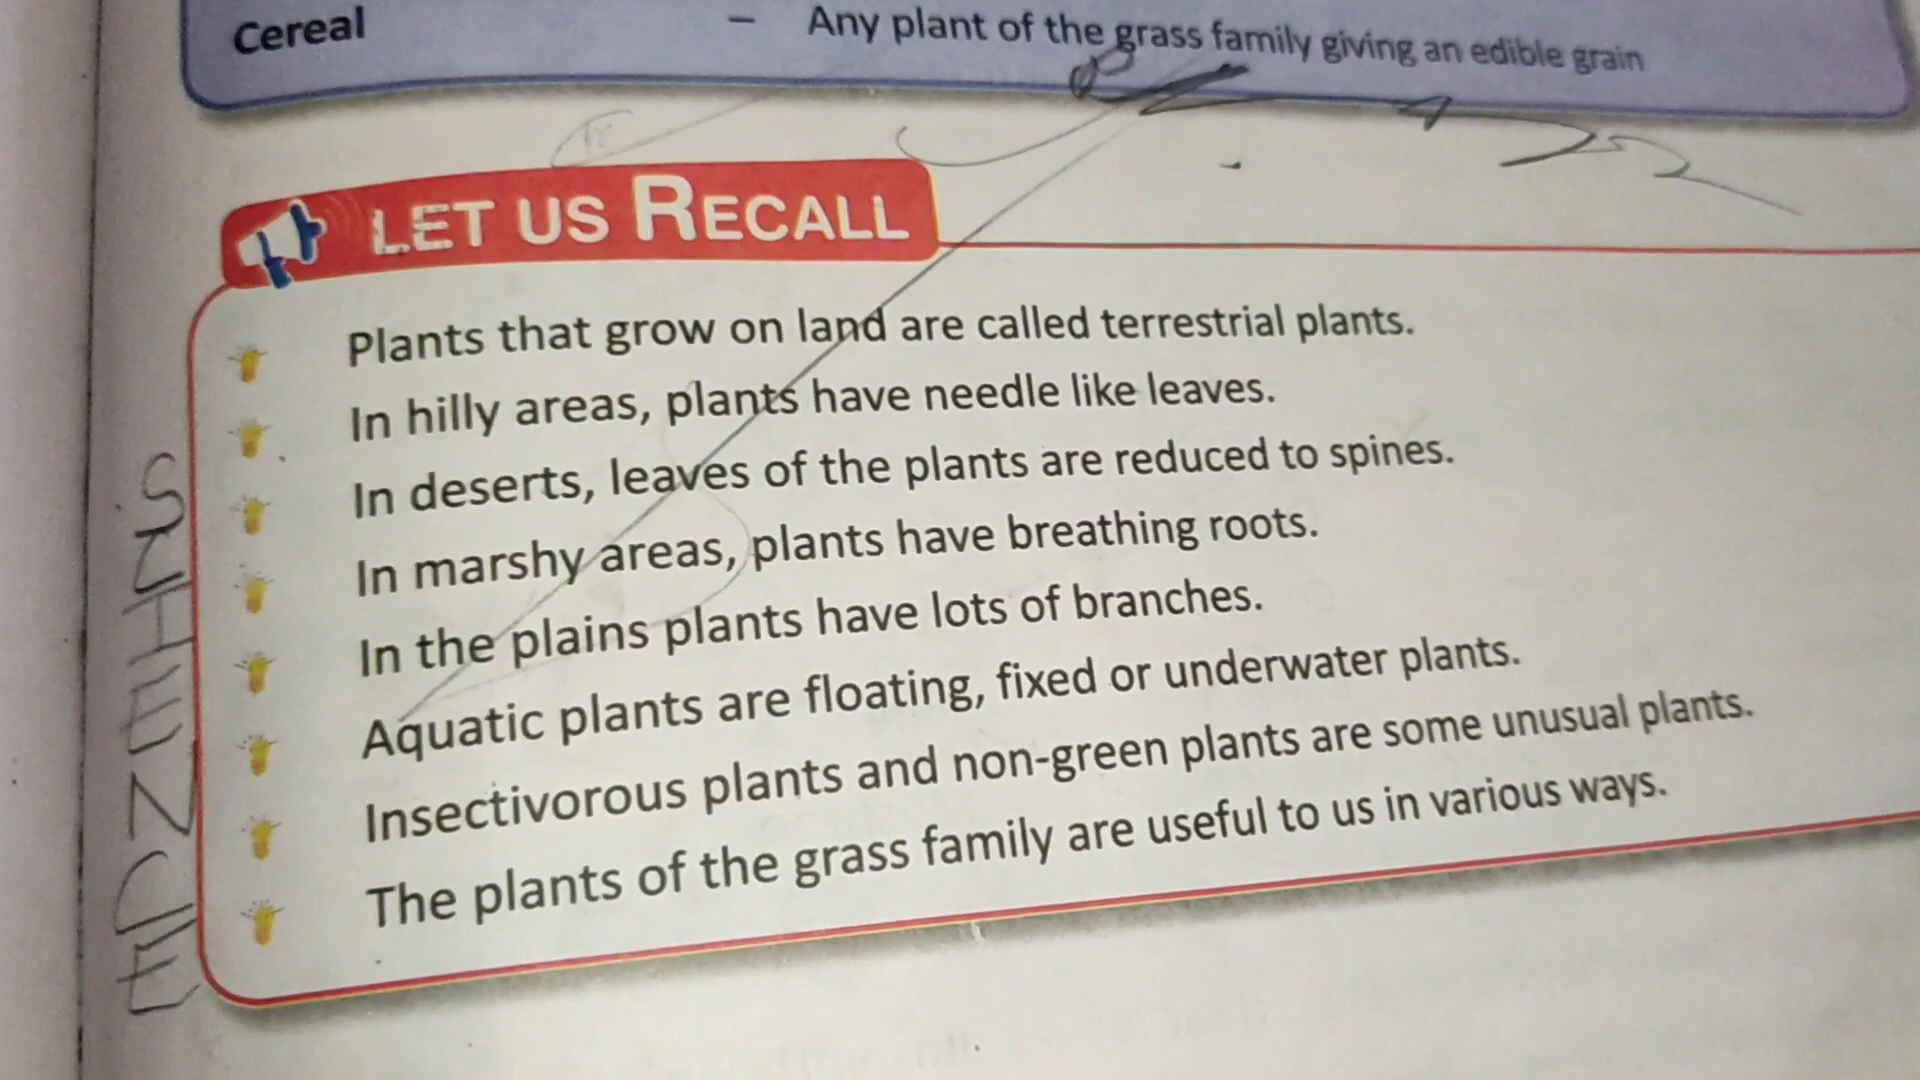 Cereal – Any plant of the grass family giving an edible grain
LET US RECALL
Plants that grow on land are called terrestrial plants.
In hilly areas, plants have needle like leaves.
In deserts, leaves of the plants are reduced to spines.
In marshy areas, plants have breathing roots.
In the plains plants have lots of branches.
Aquatic plants are floating, fixed or underwater plants.
Insectivorous plants and non-green plants are some unusual plants.
The plants of the grass family are useful to us in various ways.